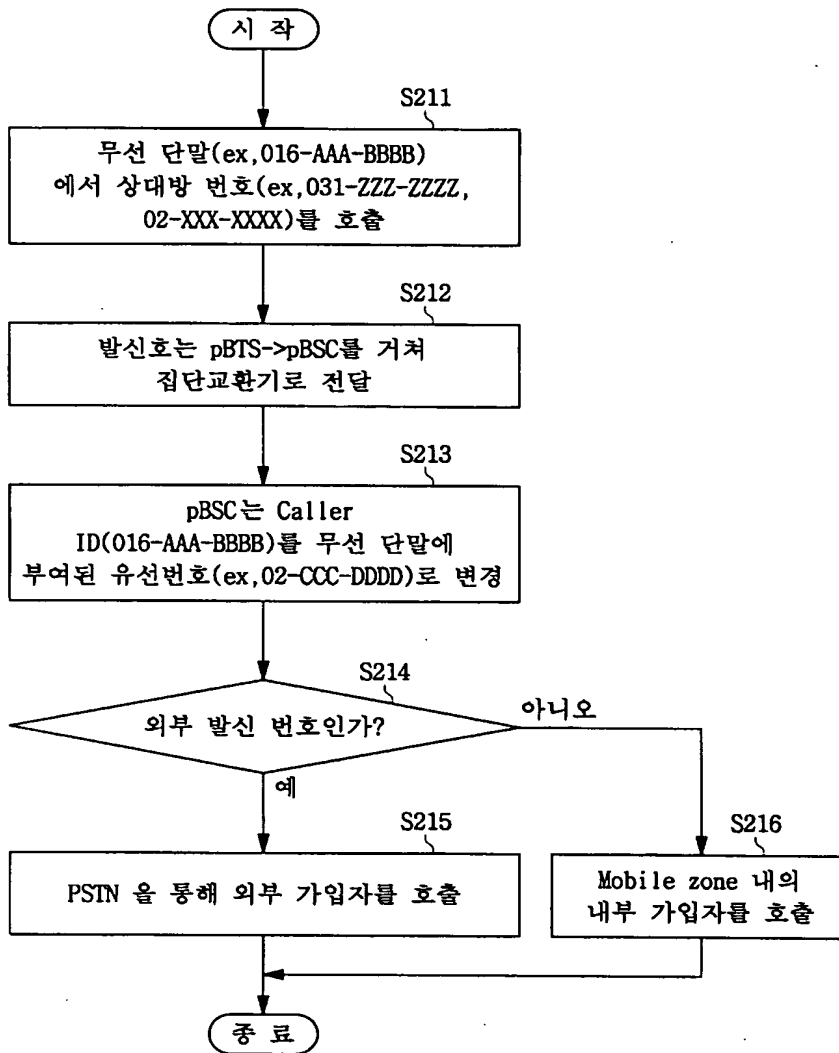 시 작
S211
무선 단말(ex,016-AAA-BBBB)
에서 상대방 번호(ex,031-ZZZ-ZZZZ,
02-XXX-XXXX)를 호출
S212
발신호는 pBTS->pBSC를 거쳐
집단교환기로 전달
S213
pBSC는 Caller
ID(016-AAA-BBBB)를 무선 단말에
부여된 유선번호(ex,02-CCC-DDDD)로 변경
S214
외부 발신 번호인가?
아니오
예
S215
PSTN 을 통해 외부 가입자를 호출
S216
Mobile zone 내의
내부 가입자를 호출
종 료